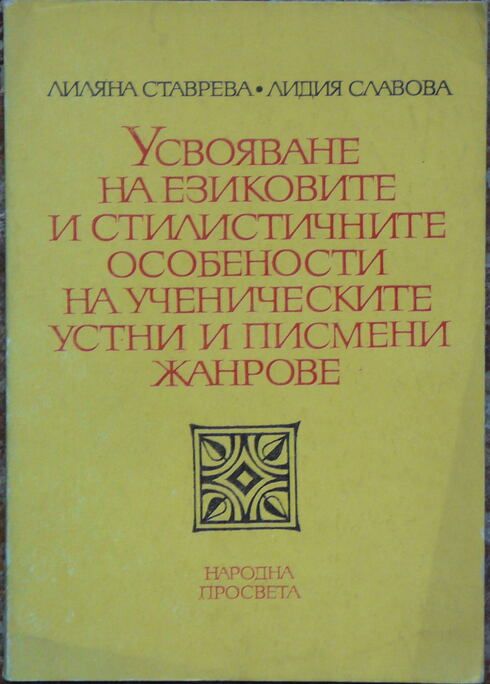 ЛИЛЯНА СТАВРЕВА • ЛИДИЯ СЛАВОВА
УСВОЯВАНЕ
НА ЕЗИКОВИТЕ
И СТИЛИСТИЧНИТЕ
ОСОБЕНОСТИ
НА УЧЕНИЧЕСКИТЕ
УСТНИ И ПИСМЕНИ
ЖАНРОВЕ
НАРОДНА
ПРОСВЕТА